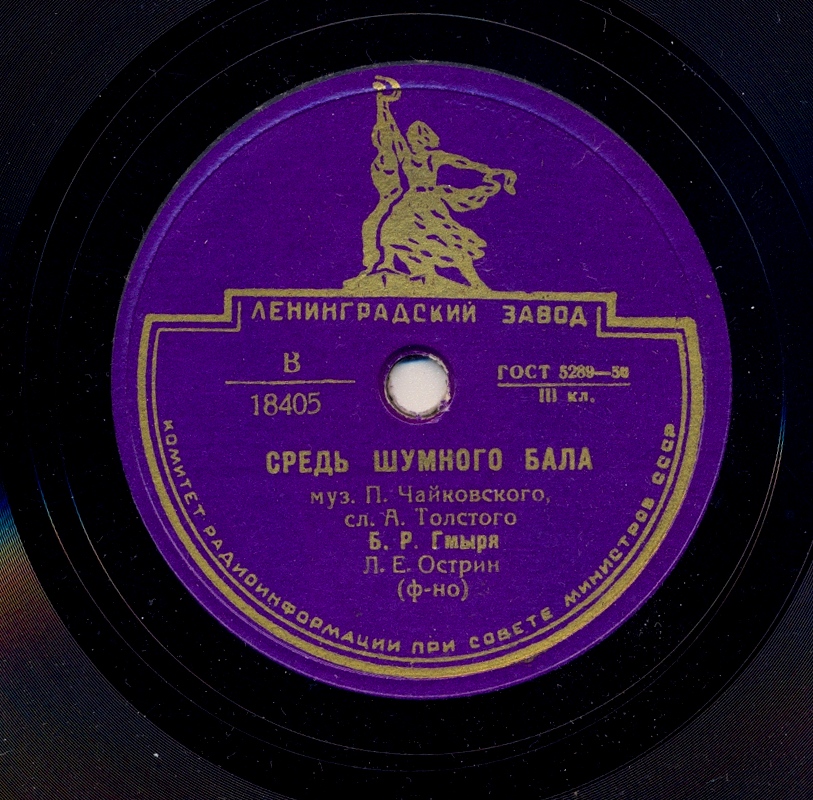 ЛЕНИНГРАДСКИЙ ЗАВОД
В
18405
ГОСТ 5289—50
III кл.
СРЕДЬ ШУМНОГО БАЛА
муз. П. Чайковского,
сл. А. Толстого
Б. Р. Гмыря
Л. Е. Острин
(ф-но)
КОМИТЕТ РАДИОИНФОРМАЦИИ ПРИ СОВЕТЕ МИНИСТРОВ СССР